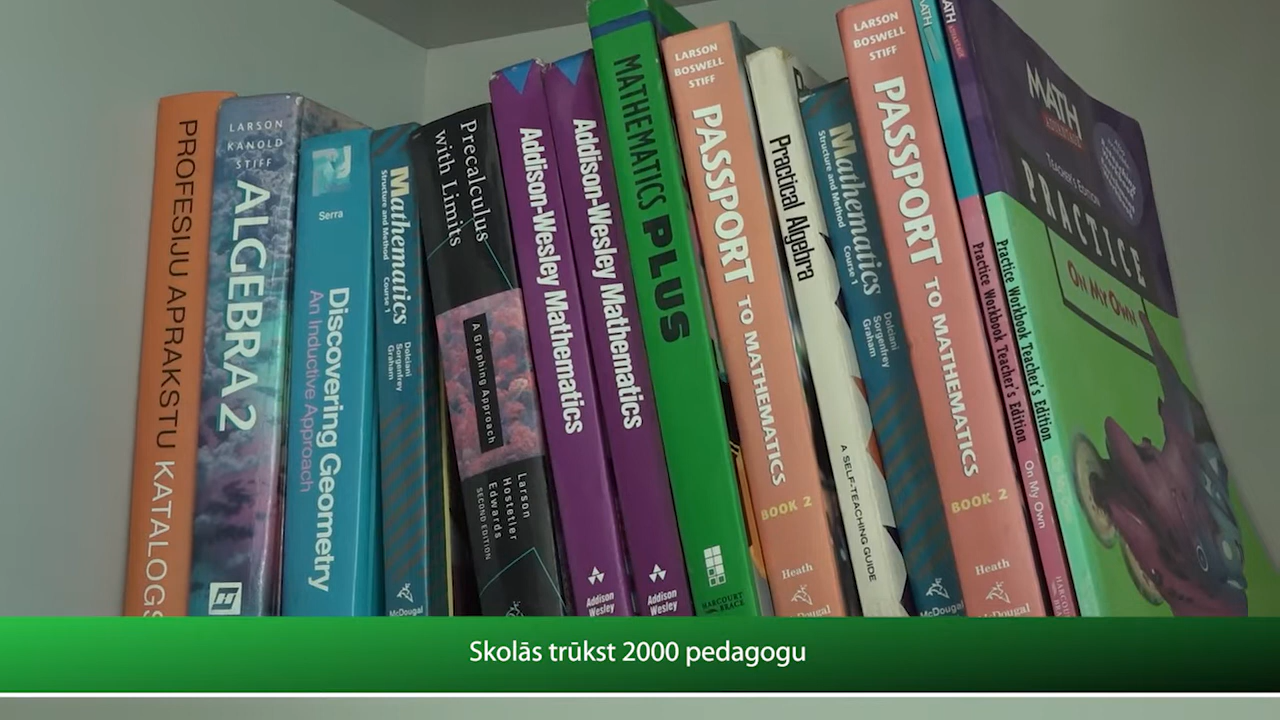 PROFESIJU APRAKSTU KATALOGS
LARSON
KANOLD
STIFF
ALGEBRA 2
Serra
Discovering Geometry
An Inductive Approach
Mathematics
Structure and Method Course 1
Dolciani
Sorgenfrey
Graham
McDougal
Precalculus
with Limits
A Graphing Approach
Larson
Hostetler
Edwards
SECOND EDITION
Addison-Wesley Mathematics
Addison
Wesley
Addison-Wesley Mathematics
Addison
Wesley
MATHEMATICS PLUS
HARCOURT
BRACE
LARSON
BOSWELL
STIFF
PASSPORT TO MATHEMATICS
BOOK 2
Heath
Dougal
Practical Algebra
A SELF-TEACHING GUIDE
Mathematics
Structure and Method Course 1
Dolciani
Sorgenfrey
Graham
McDougal
LARSON
BOSWELL
STIFF
PASSPORT TO MATHEMATICS
BOOK 2
Heath
McDougal
MATH
Practice Workbook Teacher's Edition
On My Own
MATH
Practice Workbook Teacher's Edition
MATH
TEACHER'S EDITION
PRACTICE
ON MY OWN
Skolās trūkst 2000 pedagogu